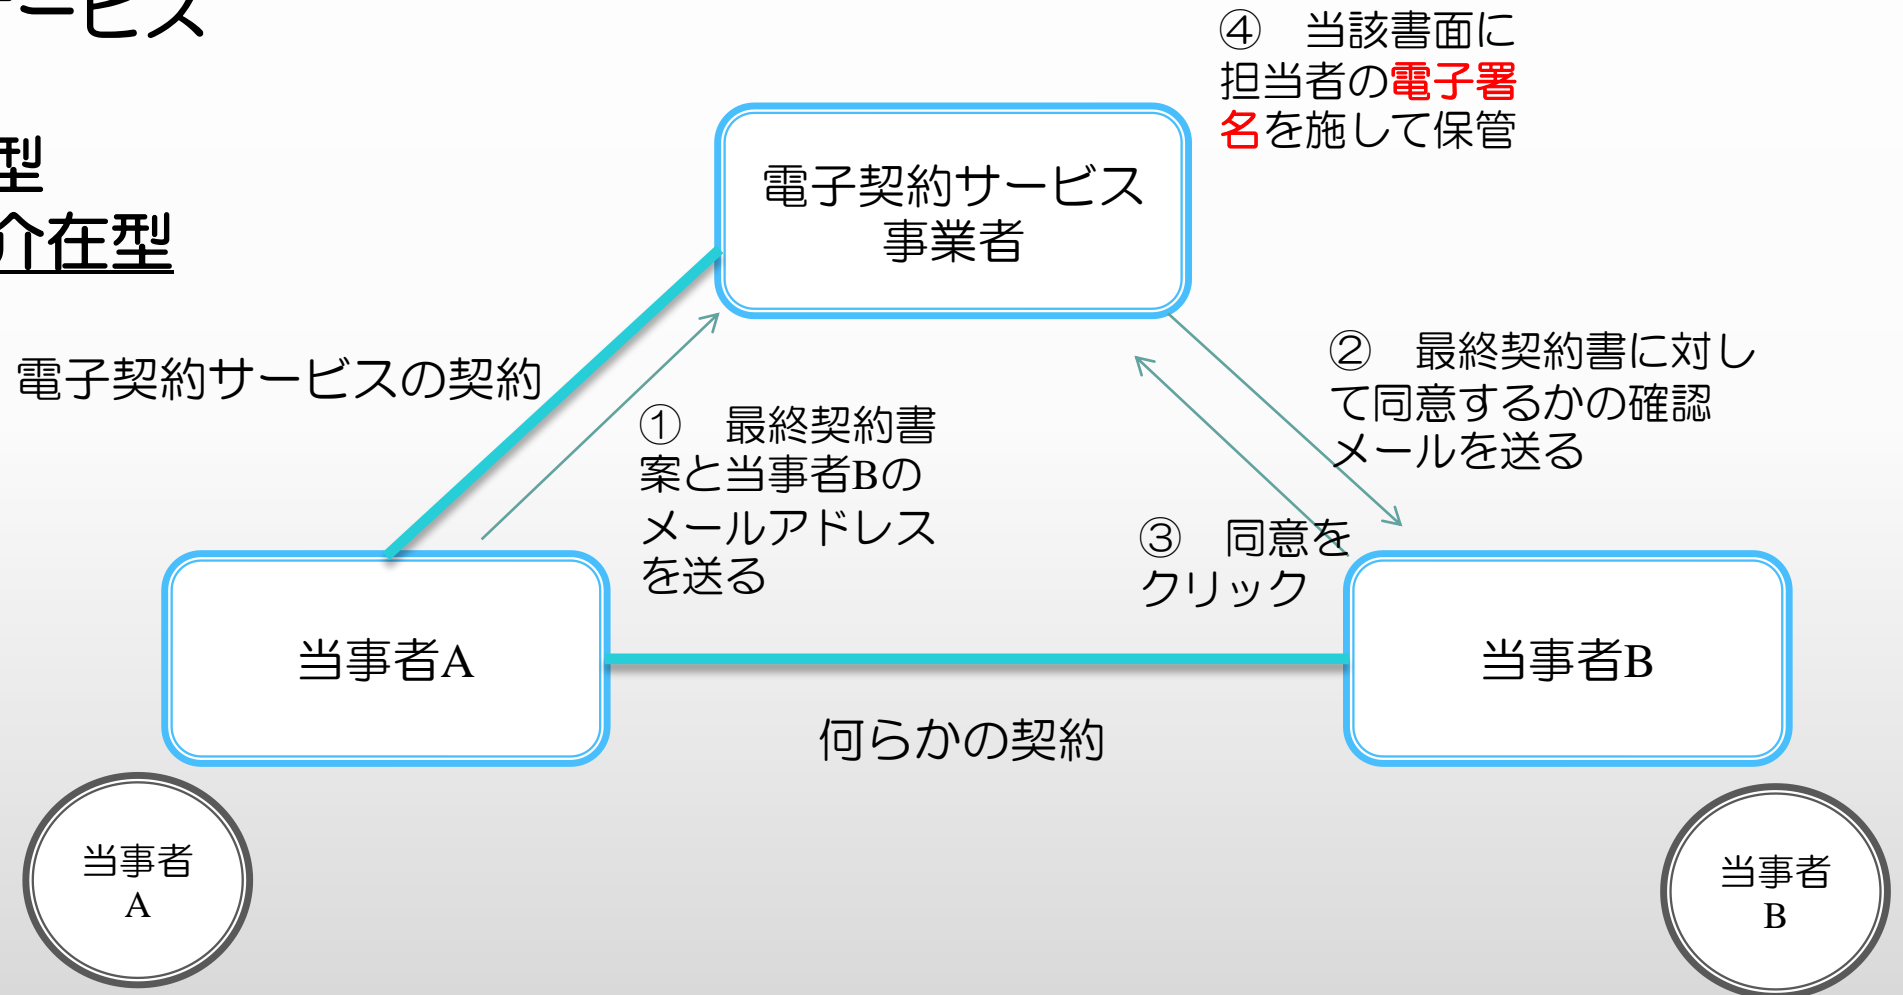 サービス
型
介在型
④　当該書面に
担当者の電子署
名を施して保管
電子契約サービス
事業者
電子契約サービスの契約
①　最終契約書
案と当事者Bの
メールアドレス
を送る
②　最終契約書に対し
て同意するかの確認
メールを送る
③　同意を
クリック
当事者A
当事者B
何らかの契約
当事者
A
当事者
B